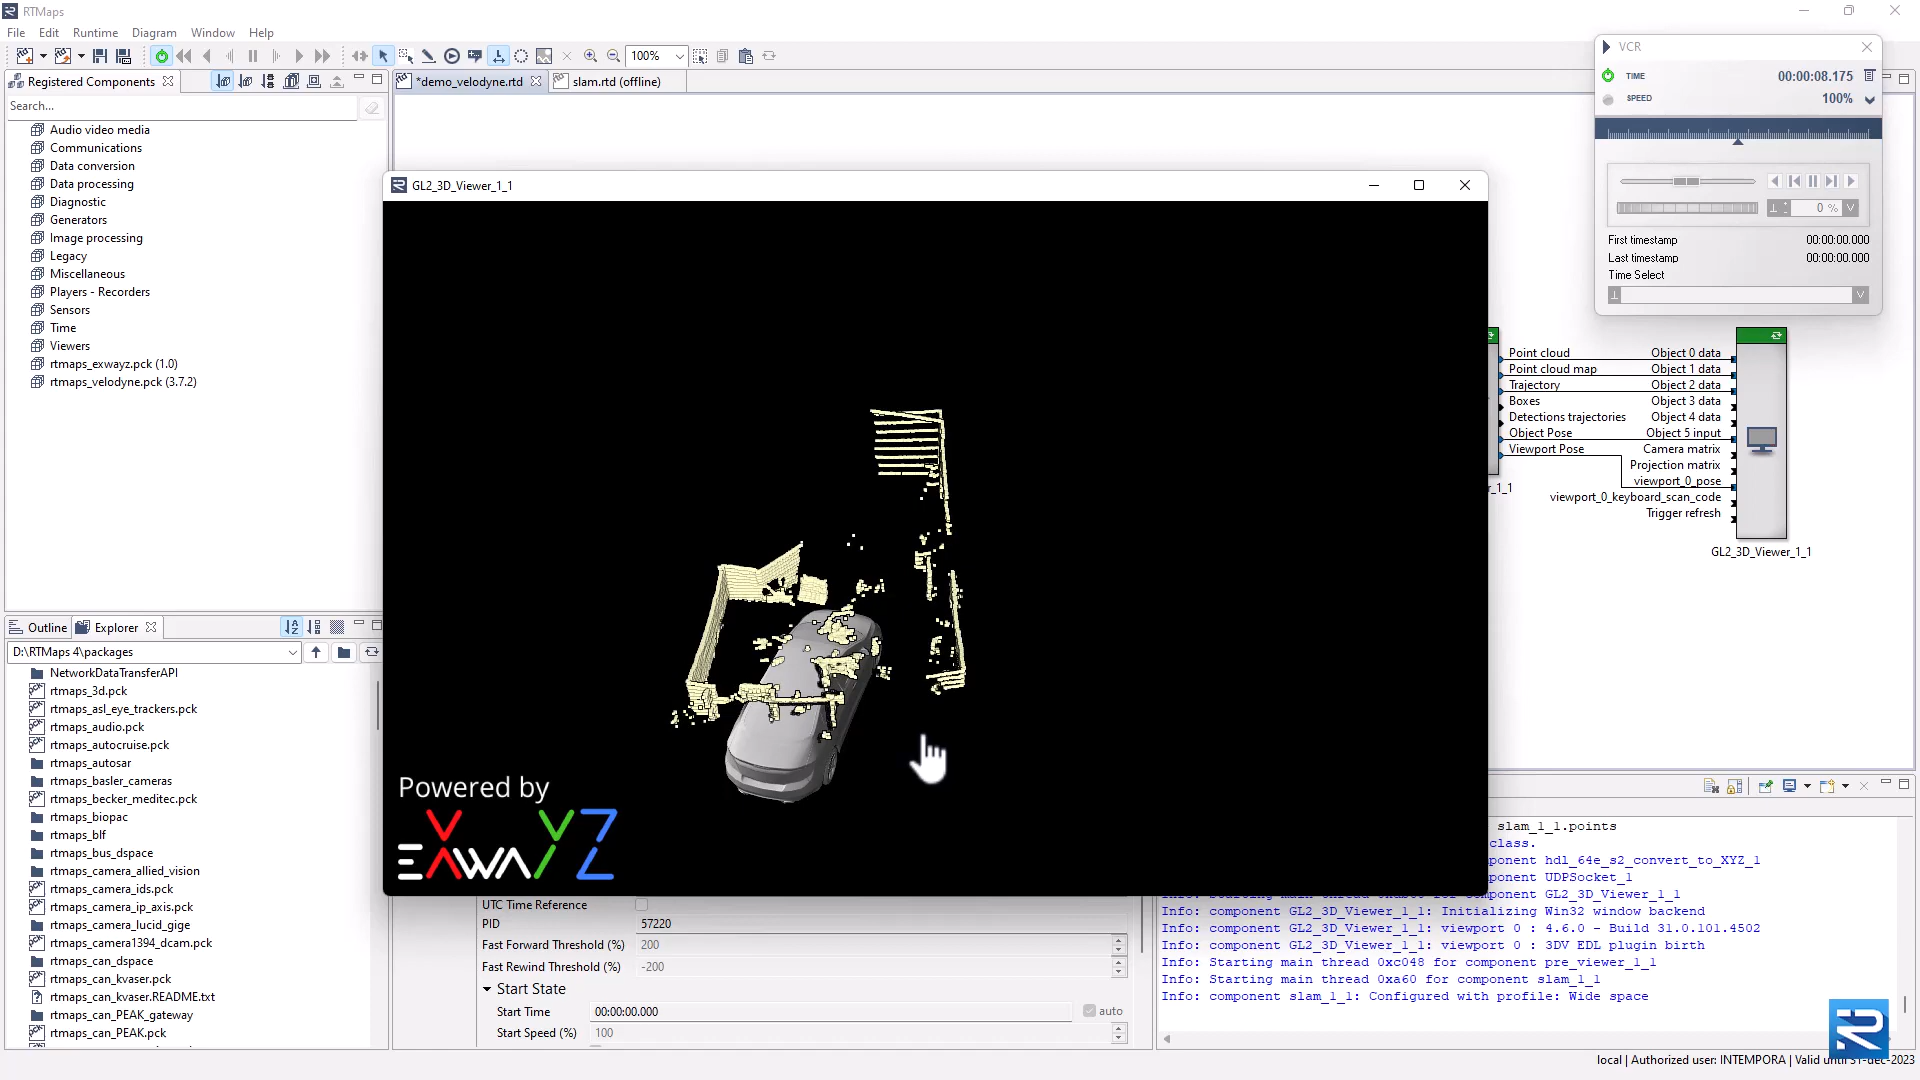 RTMaps
File Edit Runtime Diagram Window Help
100%
Registered Components
*demo_velodyne.rtd
slam.rtd (offline)
Search...
Audio video media
Communications
Data conversion
Data processing
Diagnostic
Generators
Image processing
Legacy
Miscellaneous
Players - Recorders
Sensors
Time
Viewers
rtmaps_exwayz.pck (1.0)
rtmaps_velodyne.pck (3.7.2)
Outline
Explorer
D:\RTMaps 4\packages
NetworkDataTransferAPI
rtmaps_3d.pck
rtmaps_asl_eye_trackers.pck
rtmaps_audio.pck
rtmaps_autocruise.pck
rtmaps_autosar
rtmaps_basler_cameras
rtmaps_becker_meditec.pck
rtmaps_biopac
rtmaps_blf
rtmaps_bus_dspace
rtmaps_camera_allied_vision
rtmaps_camera_ids.pck
rtmaps_camera_ip_axis.pck
rtmaps_camera_lucid_gige
rtmaps_camera1394_dcam.pck
rtmaps_can_dspace
rtmaps_can_kvaser.pck
rtmaps_can_kvaser.README.txt
rtmaps_can_PEAK_gateway
rtmaps_can_PEAK.pck
GL2_3D_Viewer_1_1
Powered by
EXWAYZ
VCR
TIME 00:00:08.175
SPEED 100%
0 %
First timestamp 00:00:00.000
Last timestamp 00:00:00.000
Time Select
Point cloud Object 0 data
Point cloud map Object 1 data
Trajectory Object 2 data
Boxes Object 3 data
Detections trajectories Object 4 data
Object Pose Object 5 input
Viewport Pose Camera matrix
Projection matrix
viewport_0_pose
r_1_1
viewport_0_keyboard_scan_code
Trigger refresh
GL2_3D_Viewer_1_1
UTC Time Reference
PID 57220
Fast Forward Threshold (%) 200
Fast Rewind Threshold (%) -200
Start State
Start Time 00:00:00.000 auto
Start Speed (%) 100
slam_1_1.points
class.
ponent hdl_64e_s2_convert_to_XYZ_1
ponent UDPSocket_1
ponent GL2_3D_Viewer_1_1
Info: component GL2_3D_Viewer_1_1: Initializing Win32 window backend
Info: component GL2_3D_Viewer_1_1: viewport 0 : 4.6.0 - Build 31.0.101.4502
Info: component GL2_3D_Viewer_1_1: viewport 0 : 3DV EDL plugin birth
Info: Starting main thread 0xc048 for component pre_viewer_1_1
Info: Starting main thread 0xa60 for component slam_1_1
Info: component slam_1_1: Configured with profile: Wide space
local | Authorized user: INTEMPORA | Valid until 31-dec-2023